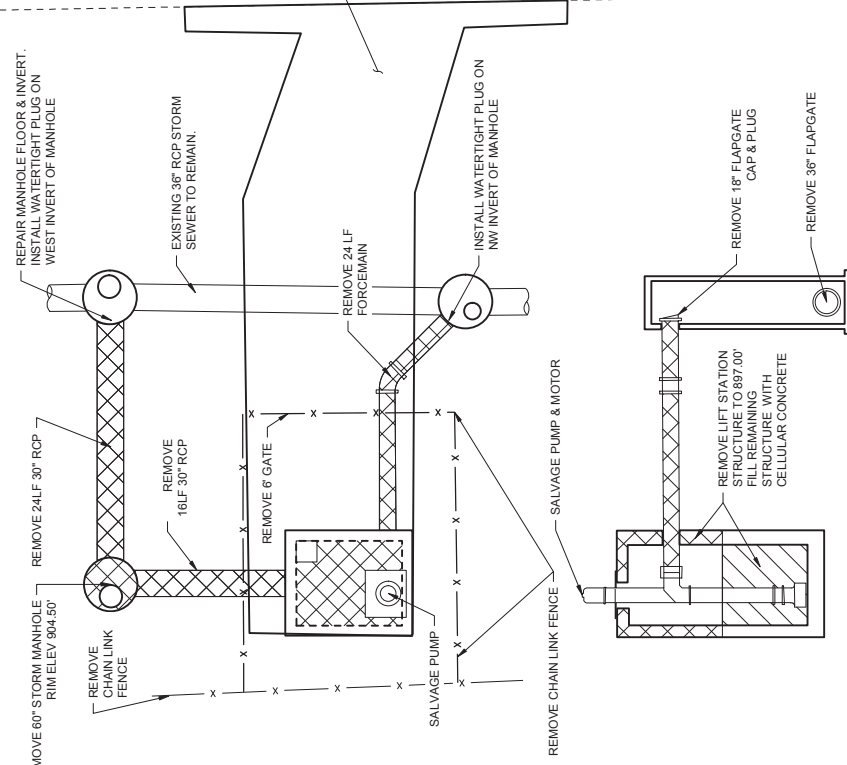 REPAIR MANHOLE FLOOR & INVERT.
INSTALL WATERTIGHT PLUG ON
WEST INVERT OF MANHOLE
EXISTING 36" RCP STORM
SEWER TO REMAIN.
INSTALL WATERTIGHT PLUG ON
NW INVERT OF MANHOLE
REMOVE 24 LF
FORCEMAIN
REMOVE 24LF 30" RCP
REMOVE
16LF 30" RCP
REMOVE 6' GATE
MOVE 60" STORM MANHOLE
RIM ELEV 904.50'
REMOVE
CHAIN LINK
FENCE
SALVAGE PUMP
REMOVE CHAIN LINK FENCE
SALVAGE PUMP & MOTOR
REMOVE LIFT STATION
STRUCTURE TO 897.00'
FILL REMAINING
STRUCTURE WITH
CELLULAR CONCRETE
REMOVE 18" FLAPGATE
CAP & PLUG
REMOVE 36" FLAPGATE